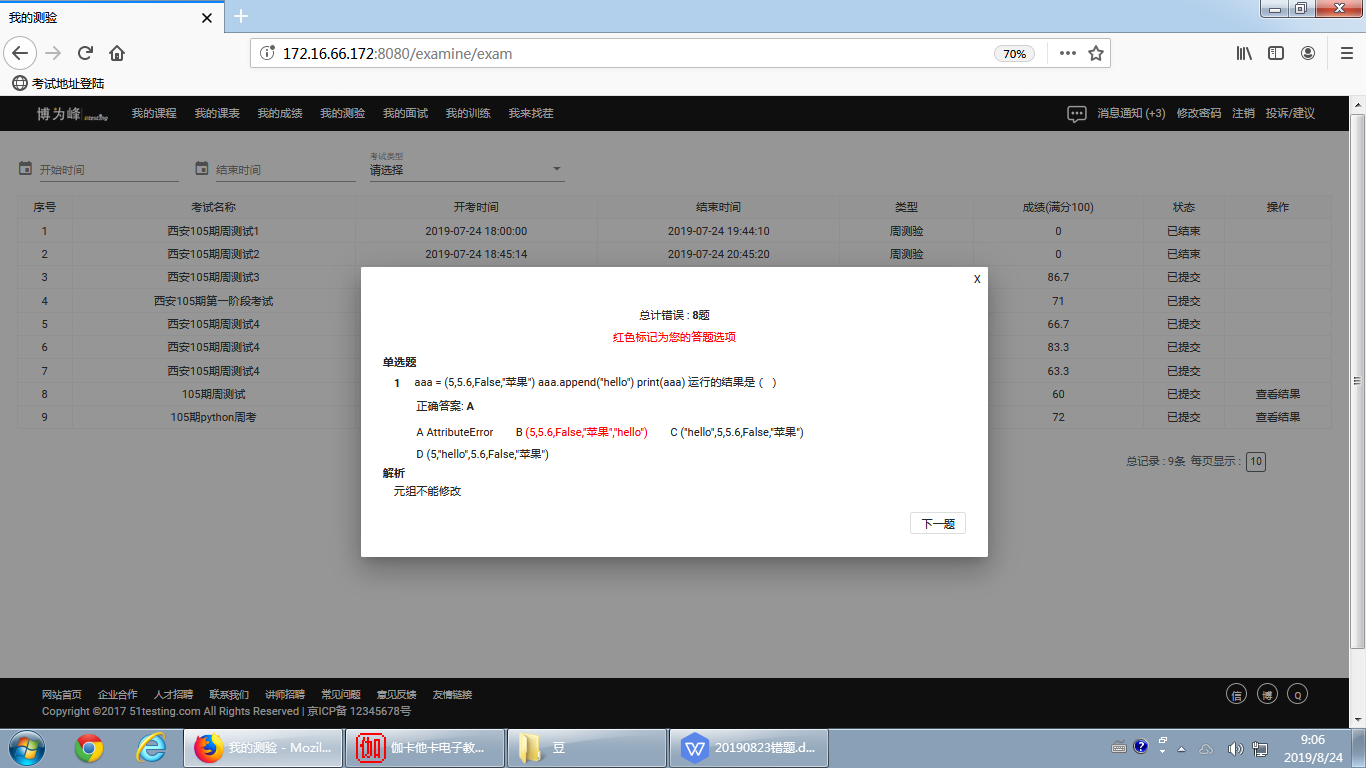 我的测验
172.16.66.172:8080/examine/exam
70%
考试地址登陆
博为峰 51testing 我的课程 我的课表 我的成绩 我的测验 我的面试 我的训练 我来找茬 消息通知 (+3) 修改密码 注销 投诉/建议
考试类型
开始时间 结束时间 请选择
序号 考试名称 开考时间 结束时间 类型 成绩(满分100) 状态 操作
1 西安105期周测试1 2019-07-24 18:00:00 2019-07-24 19:44:10 周测验 0 已结束
2 西安105期周测试2 2019-07-24 18:45:14 2019-07-24 20:45:20 周测验 0 已结束
3 西安105期周测试3 86.7 已提交
4 西安105期第一阶段考试 71 已提交
5 西安105期周测试4 66.7 已提交
6 西安105期周测试4 83.3 已提交
7 西安105期周测试4 63.3 已提交
8 105期周测试 60 已提交 查看结果
9 105期python周考 72 已提交 查看结果
总记录 : 9条 每页显示 : 10
X
总计错误 : 8题
红色标记为您的答题选项
单选题
1 aaa = (5,5.6,False,"苹果") aaa.append("hello") print(aaa) 运行的结果是 ( )
正确答案: A
A AttributeError B (5,5.6,False,"苹果","hello") C ("hello",5,5.6,False,"苹果")
D (5,"hello",5.6,False,"苹果")
解析
元组不能修改
下一题
网站首页 企业合作 人才招聘 联系我们 讲师招聘 常见问题 意见反馈 友情链接
Copyright ©2017 51testing.com All Rights Reserved | 京ICP备 12345678号
信 博 Q
我的测验 - Mozil... 伽 伽卡他卡电子教... 豆 W 20190823错题.d...
9:06
2019/8/24